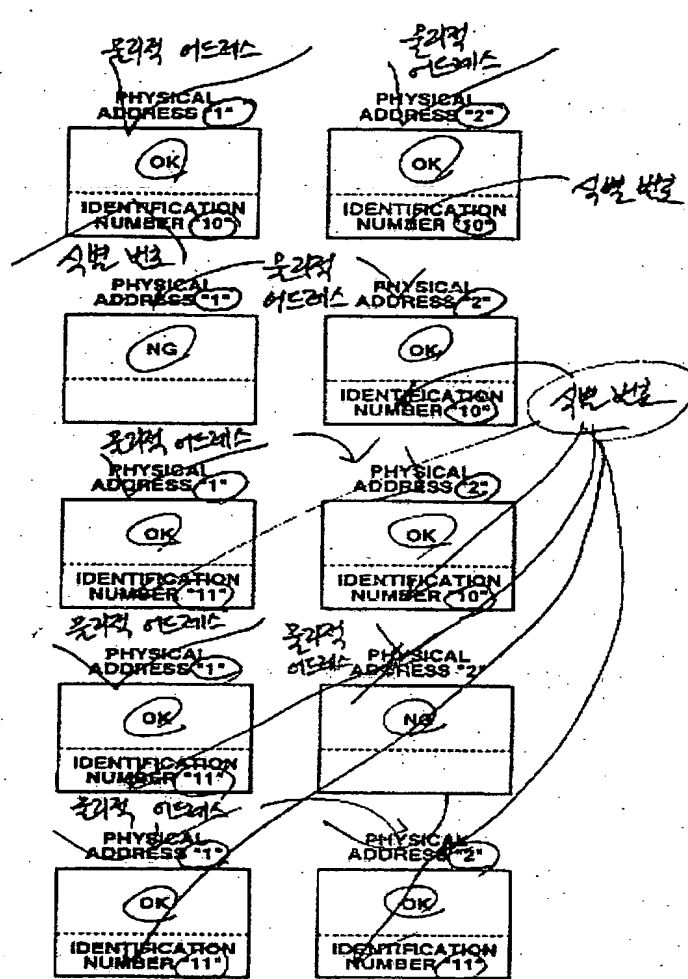 물리적 어드레스
물리적
어드레스
PHYSICAL
ADDRESS "1"
PHYSICAL
ADDRESS "2"
OK
OK
IDENTIFICATION
NUMBER "10"
IDENTIFICATION
NUMBER "10"
식별 번호
식별 번호
물리적
어드레스
PHYSICAL
ADDRESS "1"
PHYSICAL
ADDRESS "2"
NG
OK
IDENTIFICATION
NUMBER "10"
식별 번호
물리적 어드레스
PHYSICAL
ADDRESS "1"
PHYSICAL
ADDRESS "2"
OK
OK
IDENTIFICATION
NUMBER "11"
IDENTIFICATION
NUMBER "10"
물리적 어드레스
물리적
어드레스
PHYSICAL
ADDRESS "1"
PHYSICAL
ADDRESS "2"
OK
NG
IDENTIFICATION
NUMBER "11"
물리적 어드레스
PHYSICAL
ADDRESS "1"
PHYSICAL
ADDRESS "2"
OK
OK
IDENTIFICATION
NUMBER "11"
IDENTIFICATION
NUMBER "11"